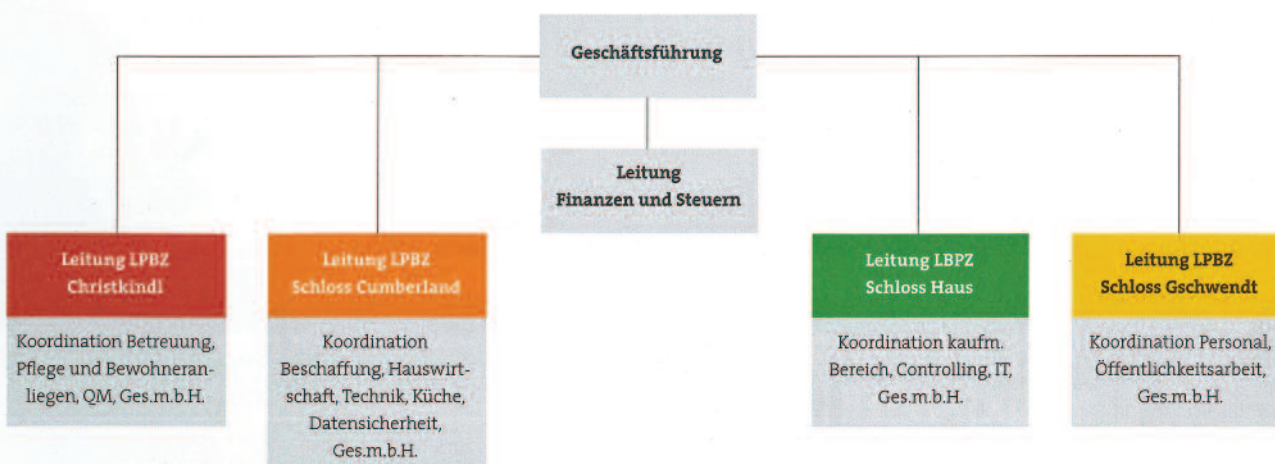 Geschäftsführung
Leitung
Finanzen und Steuern
Leitung LPBZ
Christkindl
Koordination Betreuung,
Pflege und Bewohneran-
liegen, QM, Ges.m.b.H.
Leitung LPBZ
Schloss Cumberland
Koordination
Beschaffung, Hauswirt-
schaft, Technik, Küche,
Datensicherheit,
Ges.m.b.H.
Leitung LBPZ
Schloss Haus
Koordination kaufm.
Bereich, Controlling, IT,
Ges.m.b.H.
Leitung LPBZ
Schloss Gschwendt
Koordination Personal,
Öffentlichkeitsarbeit,
Ges.m.b.H.